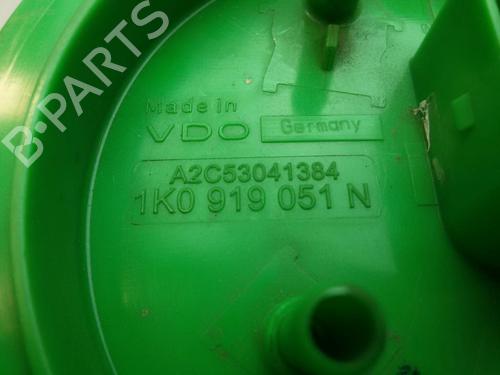 B-PARTS
Made in
VDO Germany
A2C53041384
1K0 919 051 N